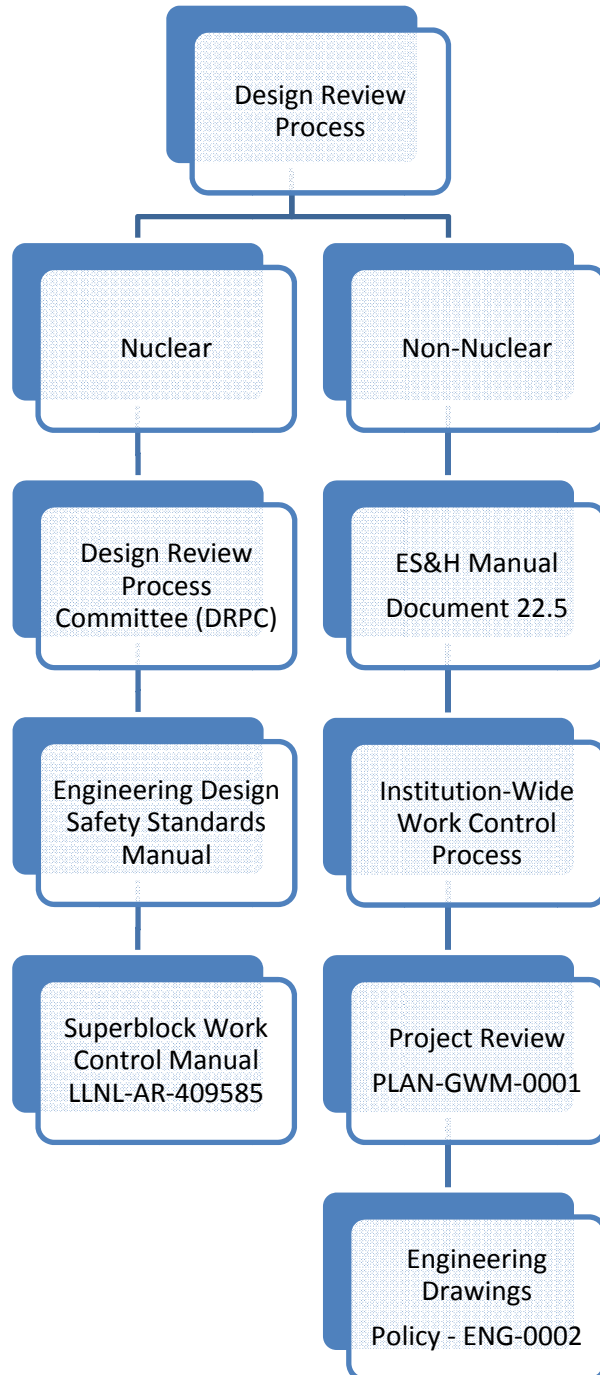 Design Review
Process
Nuclear
Non-Nuclear
Design Review
Process
Committee (DRPC)
ES&H Manual
Document 22.5
Engineering Design
Safety Standards
Manual
Institution-Wide
Work Control
Process
Superblock Work
Control Manual
LLNL-AR-409585
Project Review
PLAN-GWM-0001
Engineering
Drawings
Policy - ENG-0002